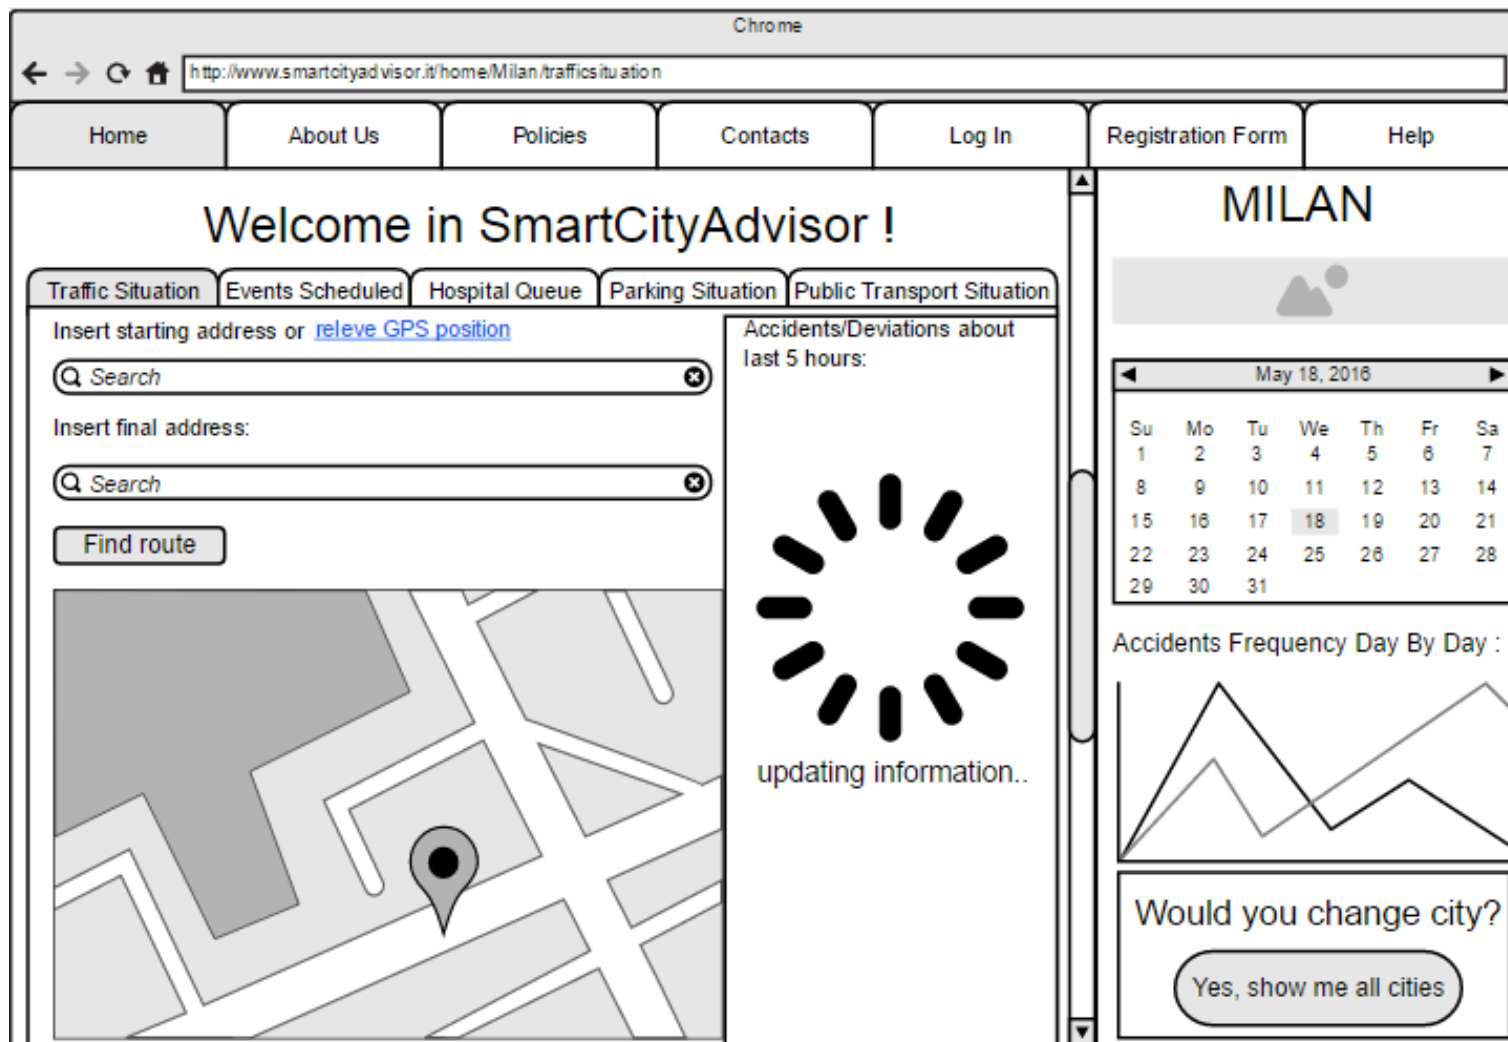 Chrome
http://www.smartcityadvisor.it/home/Milan/trafficsituation
Home About Us Policies Contacts Log In Registration Form Help
Welcome in SmartCityAdvisor !
Traffic Situation Events Scheduled Hospital Queue Parking Situation Public Transport Situation
Insert starting address or releve GPS position
Search
Insert final address:
Search
Find route
Accidents/Deviations about
last 5 hours:
updating information..
MILAN
May 18, 2016
Su Mo Tu We Th Fr Sa
1 2 3 4 5 6 7
8 9 10 11 12 13 14
15 16 17 18 19 20 21
22 23 24 25 26 27 28
29 30 31
Accidents Frequency Day By Day :
Would you change city?
Yes, show me all cities